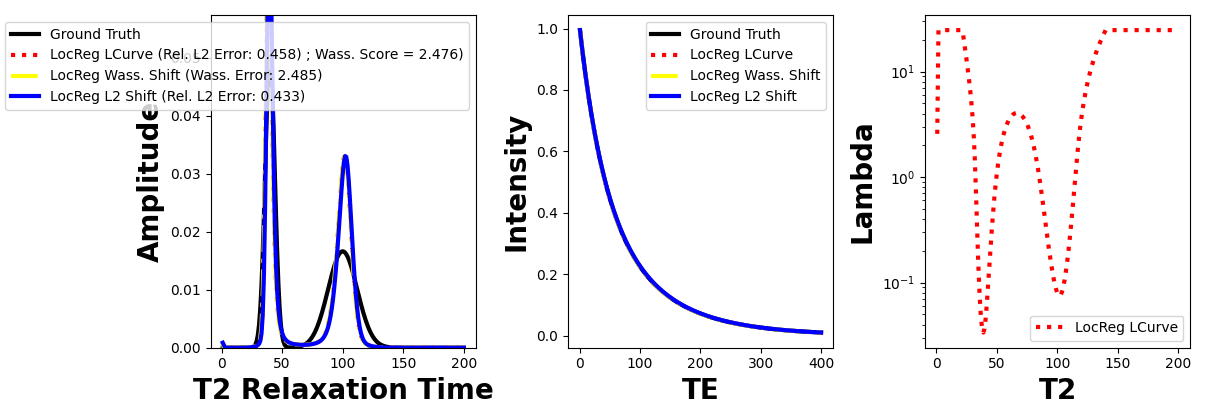 Ground Truth
LocReg LCurve (Rel. L2 Error: 0.458) ; Wass. Score = 2.476)
LocReg Wass. Shift (Wass. Error: 2.485)
LocReg L2 Shift (Rel. L2 Error: 0.433)
Amplitude
0.05
0.04
0.03
0.02
0.01
0.00
0
50
100
150
200
T2 Relaxation Time
Ground Truth
LocReg LCurve
LocReg Wass. Shift
LocReg L2 Shift
Intensity
1.0
0.8
0.6
0.4
0.2
0.0
0
100
200
300
400
TE
Lambda
10¹
10⁰
10⁻¹
LocReg LCurve
0
50
100
150
200
T2